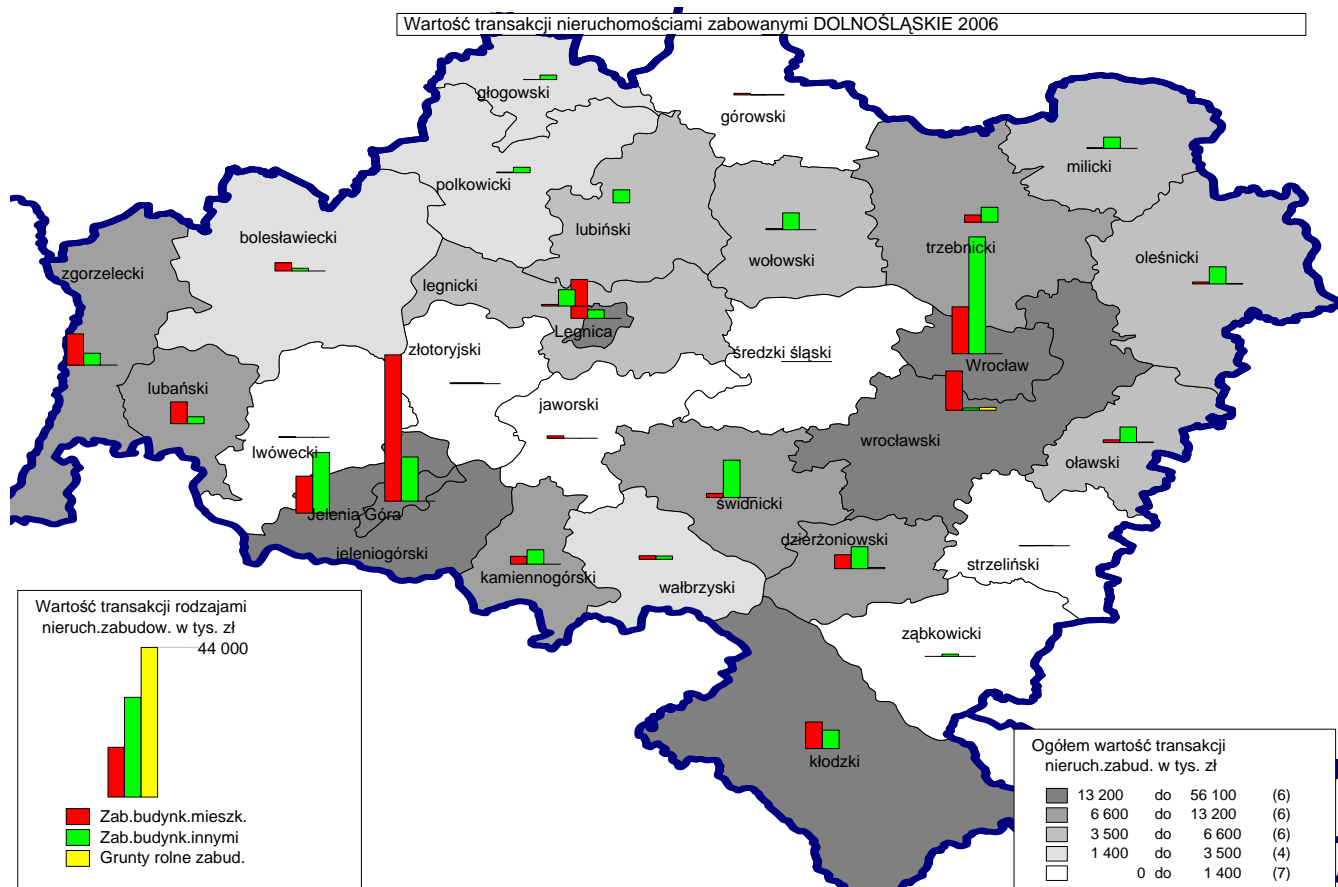 Wartość transakcji nieruchomościami zabowanymi DOLNOŚLĄSKIE 2006
głogowski
górowski
milicki
polkowicki
lubiński
wołowski
trzebnicki
oleśnicki
bolesławiecki
zgorzelecki
legnicki
Legnica
złotoryjski
średzki śląski
Wrocław
lubański
jaworski
wrocławski
oławski
lwówecki
Jelenia Góra
świdnicki
jeleniogórski
kamiennogórski
wałbrzyski
dzierżoniowski
strzeliński
ząbkowicki
kłodzki
Wartość transakcji rodzajami
nieruch.zabudow. w tys. zł
44 000
Zab.budynk.mieszk.
Zab.budynk.innymi
Grunty rolne zabud.
Ogółem wartość transakcji
nieruch.zabud. w tys. zł
13 200 do 56 100 (6)
6 600 do 13 200 (6)
3 500 do 6 600 (6)
1 400 do 3 500 (4)
0 do 1 400 (7)